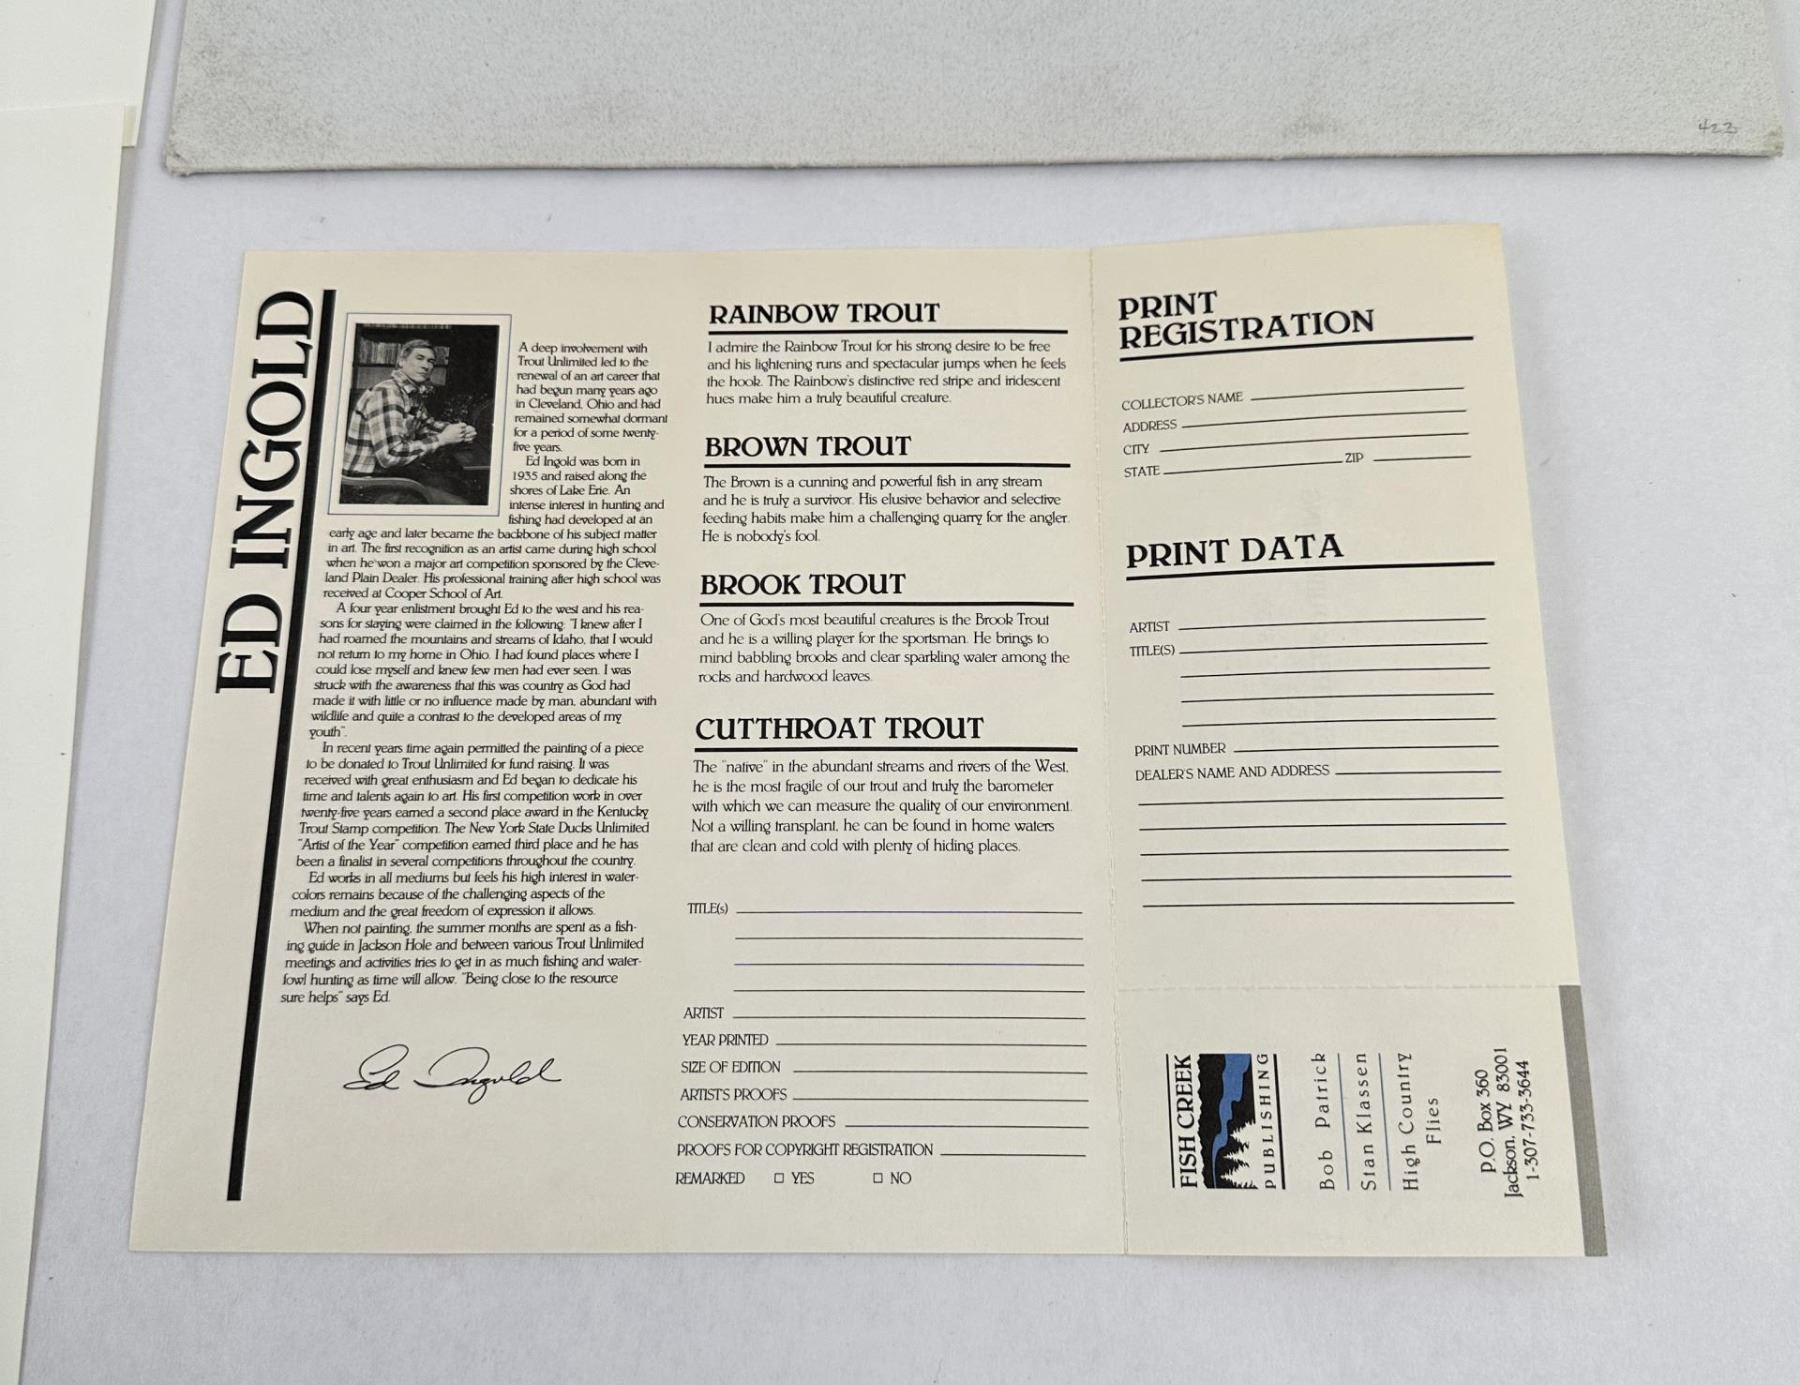 422
ED INGOLD
A deep involvement with
Trout Unlimited led to the
renewal of an art career that
had begun many years ago
in Cleveland, Ohio and had
remained somewhat dormant
for a period of some twenty-
five years.
Ed Ingold was born in
1935 and raised along the
shores of Lake Erie. An
intense interest in hunting and
fishing had developed at an
early age and later became the backbone of his subject matter
in art. The first recognition as an artist came during high school
when he won a major art competition sponsored by the Cleve-
land Plain Dealer. His professional training after high school was
received at Cooper School of Art.
A four year enlistment brought Ed to the west and his rea-
sons for staying were claimed in the following: "I knew after I
had roamed the mountains and streams of Idaho, that I would
not return to my home in Ohio. I had found places where I
could lose myself and knew few men had ever seen. I was
struck with the awareness that this was country as God had
made it with little or no influence made by man, abundant with
wildlife and quite a contrast to the developed areas of my
youth".
In recent years time again permitted the painting of a piece
to be donated to Trout Unlimited for fund raising. It was
received with great enthusiasm and Ed began to dedicate his
time and talents again to art. His first competition work in over
twenty-five years earned a second place award in the Kentucky
Trout Stamp competition. The New York State Ducks Unlimited
"Artist of the Year" competition earned third place and he has
been a finalist in several competitions throughout the country.
Ed works in all mediums but feels his high interest in water-
colors remains because of the challenging aspects of the
medium and the great freedom of expression it allows.
When not painting, the summer months are spent as a fish-
ing guide in Jackson Hole and between various Trout Unlimited
meetings and activities tries to get in as much fishing and water-
fowl hunting as time will allow. "Being close to the resource
sure helps" says Ed.
Ed Ingold
RAINBOW TROUT
I admire the Rainbow Trout for his strong desire to be free
and his lightening runs and spectacular jumps when he feels
the hook. The Rainbow's distinctive red stripe and iridescent
hues make him a truly beautiful creature.
BROWN TROUT
The Brown is a cunning and powerful fish in any stream
and he is truly a survivor. His elusive behavior and selective
feeding habits make him a challenging quarry for the angler.
He is nobody's fool.
BROOK TROUT
One of God's most beautiful creatures is the Brook Trout
and he is a willing player for the sportsman. He brings to
mind babbling brooks and clear sparkling water among the
rocks and hardwood leaves.
CUTTHROAT TROUT
The "native" in the abundant streams and rivers of the West,
he is the most fragile of our trout and truly the barometer
with which we can measure the quality of our environment.
Not a willing transplant, he can be found in home waters
that are clean and cold with plenty of hiding places.
TITLE(s)
ARTIST
YEAR PRINTED
SIZE OF EDITION
ARTIST'S PROOFS
CONSERVATION PROOFS
PROOFS FOR COPYRIGHT REGISTRATION
REMARKED □ YES □ NO
PRINT
REGISTRATION
COLLECTOR'S NAME
ADDRESS
CITY
STATE ZIP
PRINT DATA
ARTIST
TITLE(S)
PRINT NUMBER
DEALER'S NAME AND ADDRESS
FISH CREEK
PUBLISHING
Bob Patrick
Stan Klassen
High Country
Flies
P.O. Box 360
Jackson, WY 83001
1-307-733-3644